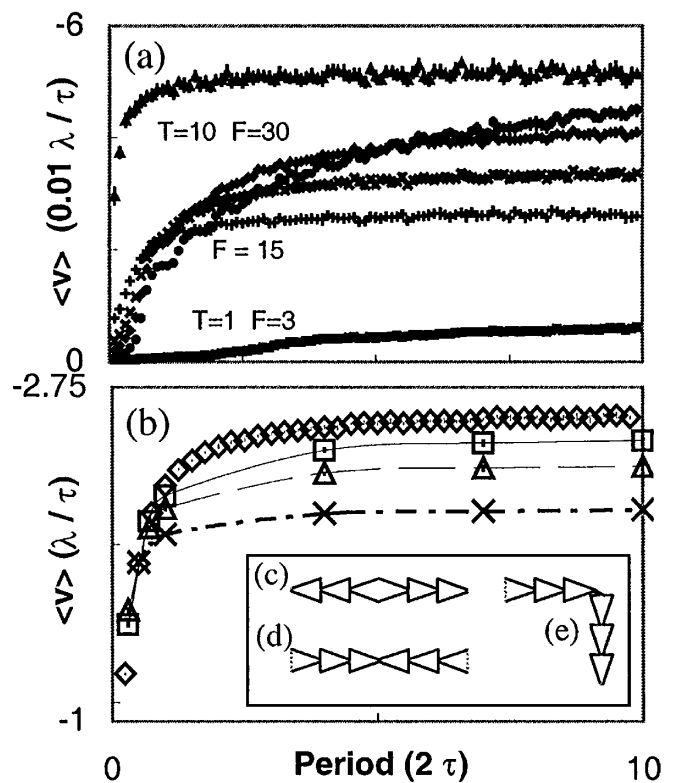 -6
(a)
T=10 F=30
<v> (0.01 λ / τ)
F = 15
T=1 F=3
0
-2.75
(b)
<v> (λ / τ)
(c)
(d)
(e)
-1
0
Period (2 τ)
10